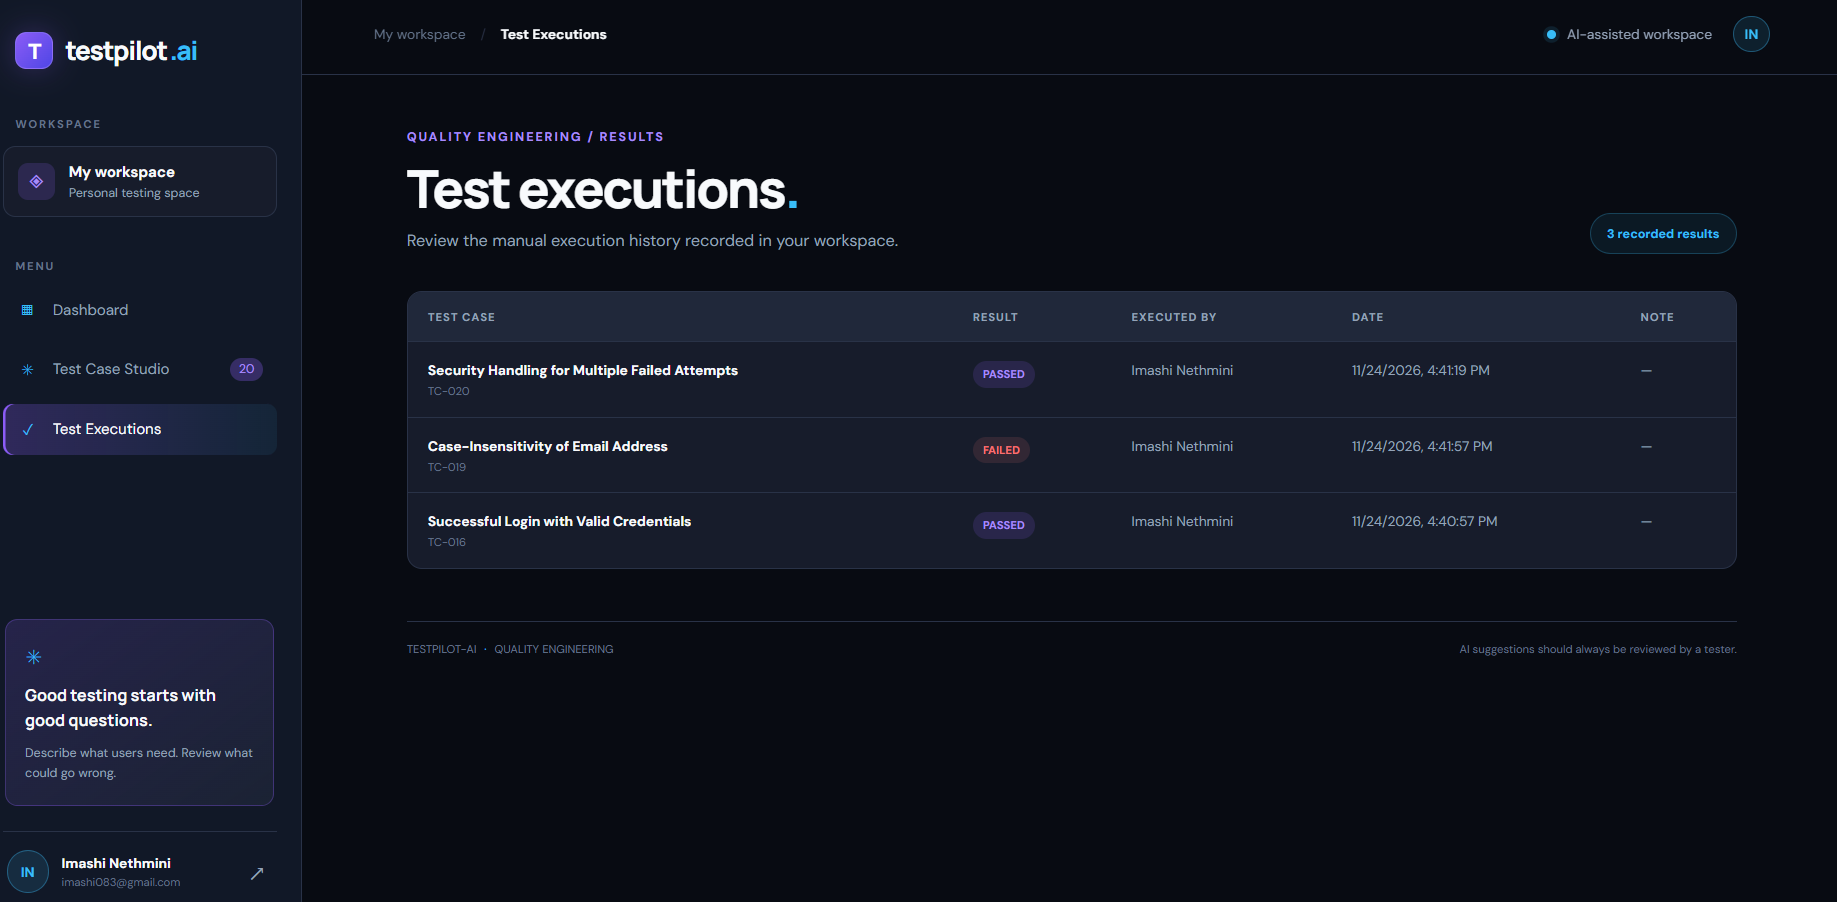 T testpilot.ai
WORKSPACE
My workspace
Personal testing space
MENU
Dashboard
Test Case Studio 20
Test Executions
Good testing starts with
good questions.
Describe what users need. Review what
could go wrong.
IN Imashi Nethmini
imashi083@gmail.com
My workspace / Test Executions
AI-assisted workspace IN
QUALITY ENGINEERING / RESULTS
Test executions.
Review the manual execution history recorded in your workspace.
3 recorded results
TEST CASE RESULT EXECUTED BY DATE NOTE
Security Handling for Multiple Failed Attempts PASSED Imashi Nethmini 11/24/2026, 4:41:19 PM —
TC-020
Case-Insensitivity of Email Address FAILED Imashi Nethmini 11/24/2026, 4:41:57 PM —
TC-019
Successful Login with Valid Credentials PASSED Imashi Nethmini 11/24/2026, 4:40:57 PM —
TC-016
TESTPILOT-AI · QUALITY ENGINEERING
AI suggestions should always be reviewed by a tester.